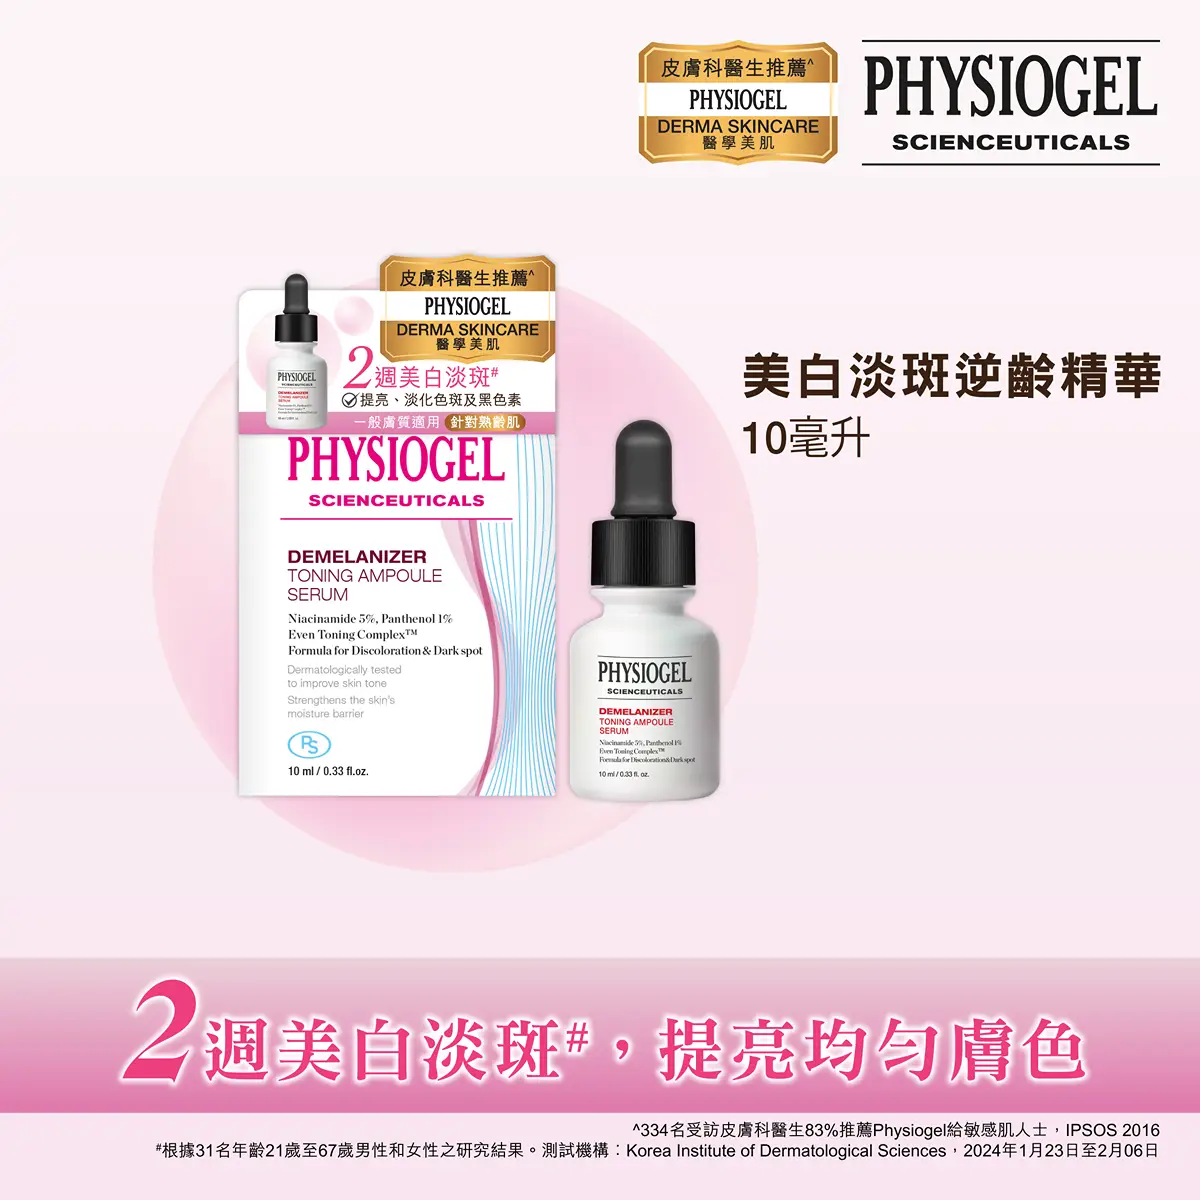 皮膚科醫生推薦^
PHYSIOGEL
DERMA SKINCARE
醫學美肌
PHYSIOGEL
SCIENCEUTICALS
皮膚科醫生推薦^
PHYSIOGEL
DERMA SKINCARE
醫學美肌
2週美白淡斑#
提亮、淡化色斑及黑色素
一般膚質適用 針對熟齡肌
PHYSIOGEL
SCIENCEUTICALS
DEMELANIZER
TONING AMPOULE
SERUM
PHYSIOGEL
SCIENCEUTICALS
DEMELANIZER
TONING AMPOULE
SERUM
Niacinamide 5%, Panthenol 1%
Even Toning Complex™
Formula for Discoloration & Dark spot
Dermatologically tested
to improve skin tone
Strengthens the skin's
moisture barrier
PS
10 ml / 0.33 fl.oz.
美白淡斑逆齡精華
10毫升
PHYSIOGEL
SCIENCEUTICALS
DEMELANIZER
TONING AMPOULE
SERUM
Niacinamide 5%, Panthenol 1%
Even Toning Complex™
Formula for Discoloration & Dark spot
10 ml / 0.33 fl. oz.
2週美白淡斑#，提亮均勻膚色
^334名受訪皮膚科醫生83%推薦Physiogel給敏感肌人士，IPSOS 2016
#根據31名年齡21歲至67歲男性和女性之研究結果。測試機構：Korea Institute of Dermatological Sciences，2024年1月23日至2月06日